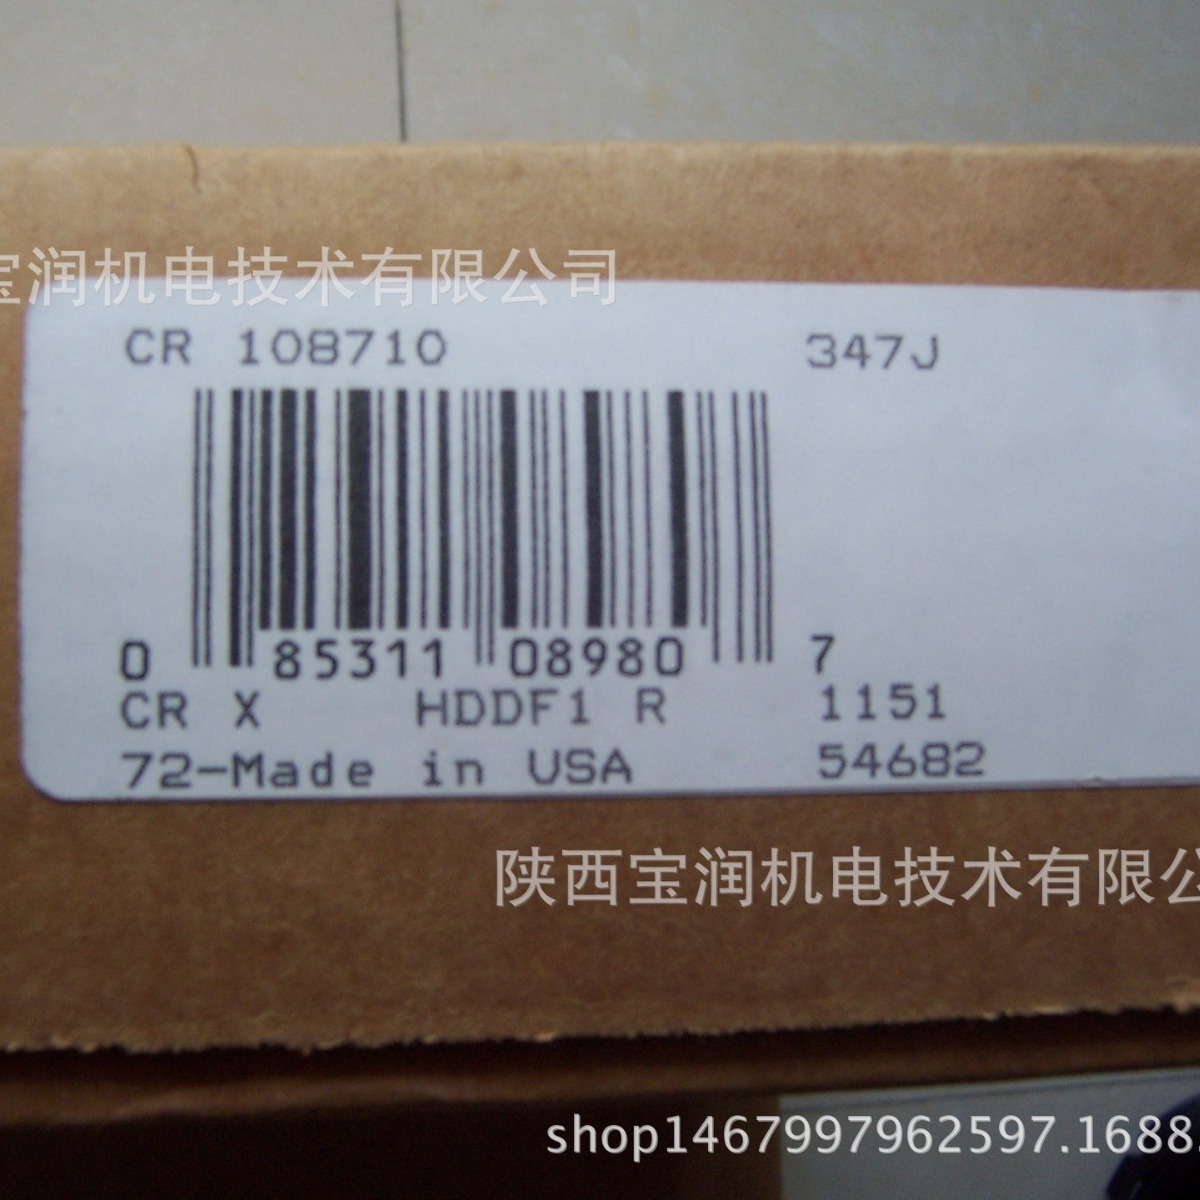 宝润机电技术有限公司
CR 108710 347J
0 85311 08980 7
CR X HDDF1 R 1151
72-Made in USA 54682
陕西宝润机电技术有限公
shop1467997962597.1688.